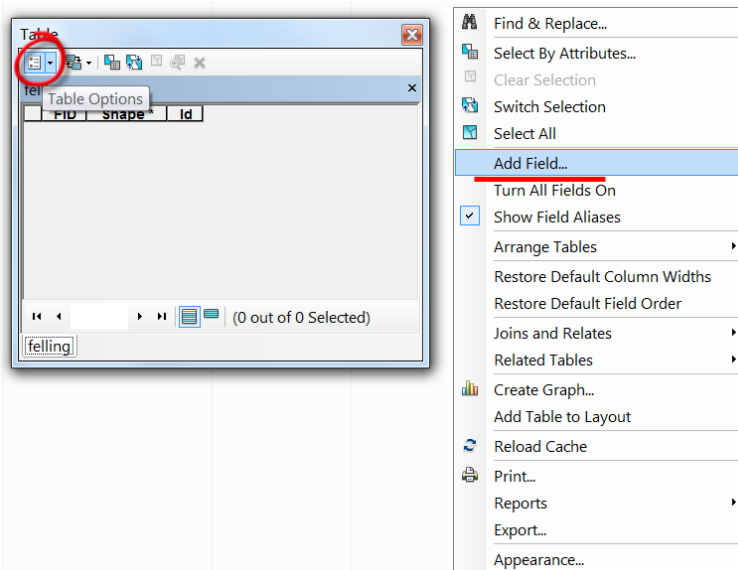 Table
fel
Table Options
FID Shape * Id
(0 out of 0 Selected)
felling
Find & Replace...
Select By Attributes...
Clear Selection
Switch Selection
Select All
Add Field...
Turn All Fields On
Show Field Aliases
Arrange Tables
Restore Default Column Widths
Restore Default Field Order
Joins and Relates
Related Tables
Create Graph...
Add Table to Layout
Reload Cache
Print...
Reports
Export...
Appearance...